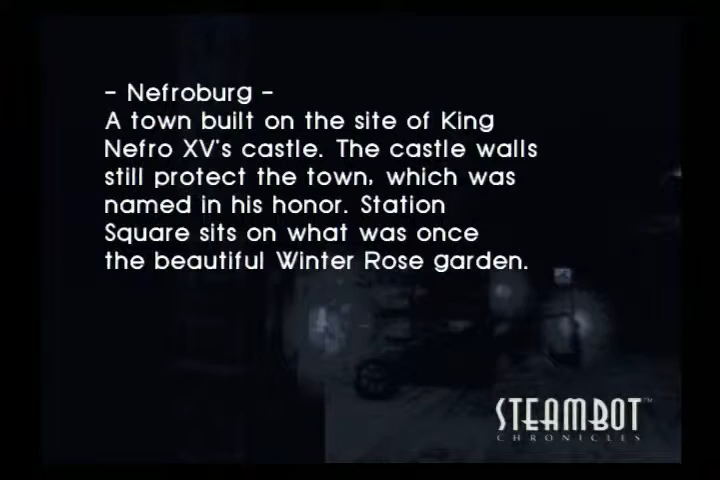 - Nefroburg -
A town built on the site of King
Nefro XV's castle. The castle walls
still protect the town, which was
named in his honor. Station
Square sits on what was once
the beautiful Winter Rose garden.
STEAMBOT™
CHRONICLES